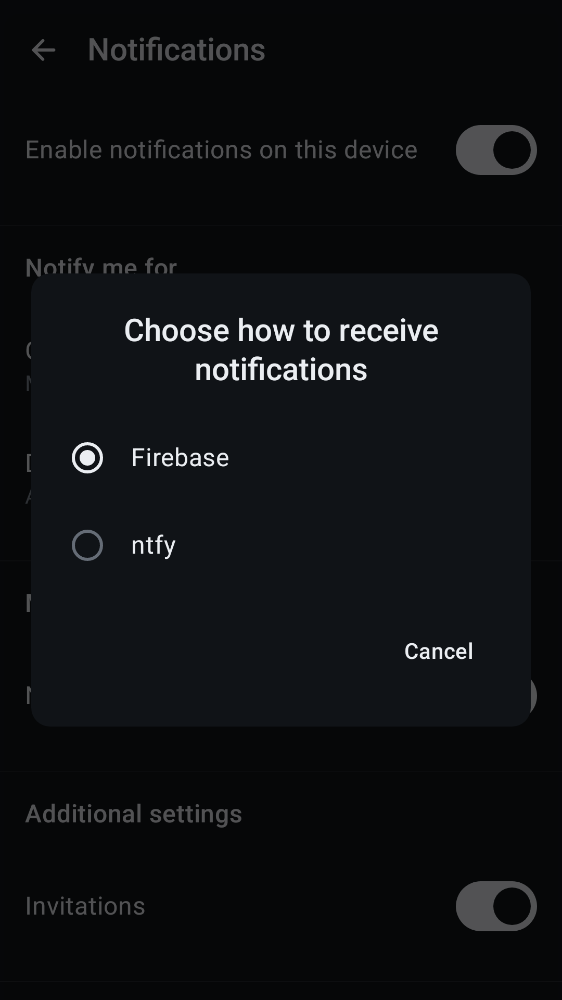 Notifications
Enable notifications on this device
Notify me for
Choose how to receive
notifications
Firebase
ntfy
Cancel
Additional settings
Invitations